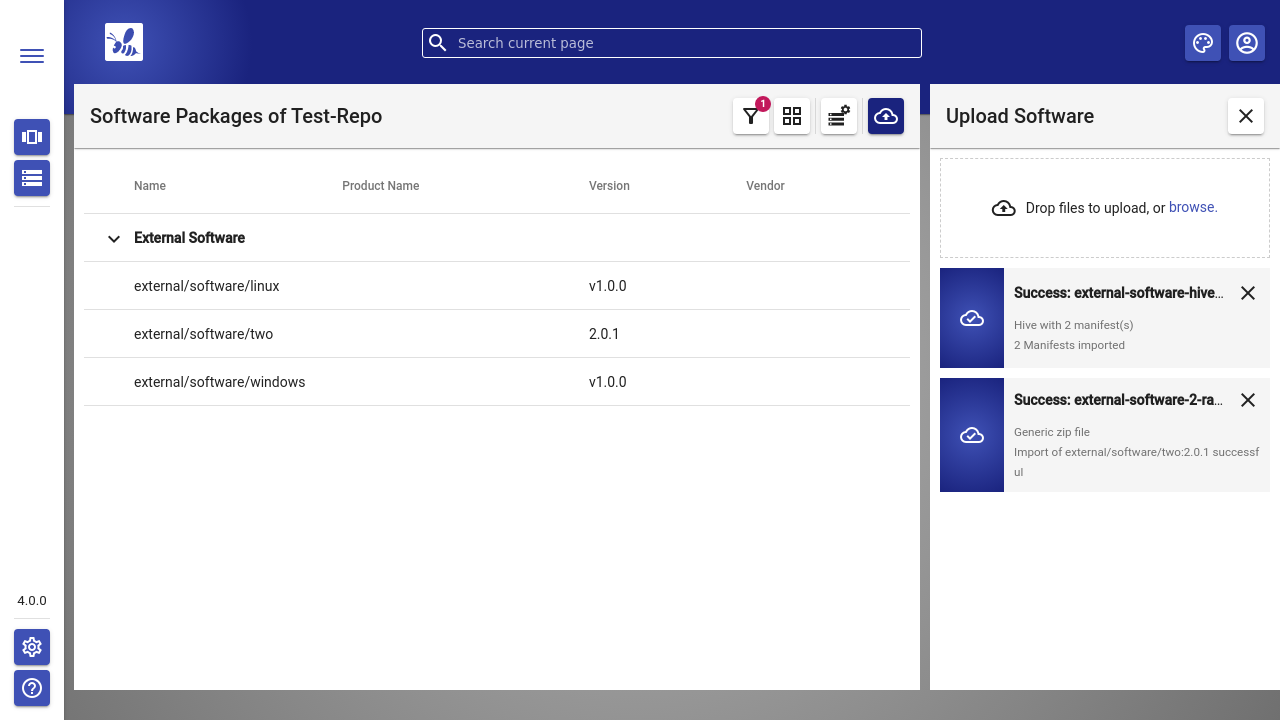 Search current page
Software Packages of Test-Repo
1
Upload Software
Name Product Name Version Vendor
External Software
external/software/linux v1.0.0
external/software/two 2.0.1
external/software/windows v1.0.0
Drop files to upload, or browse.
Success: external-software-hive…
Hive with 2 manifest(s)
2 Manifests imported
Success: external-software-2-ra…
Generic zip file
Import of external/software/two:2.0.1 successf
ul
4.0.0